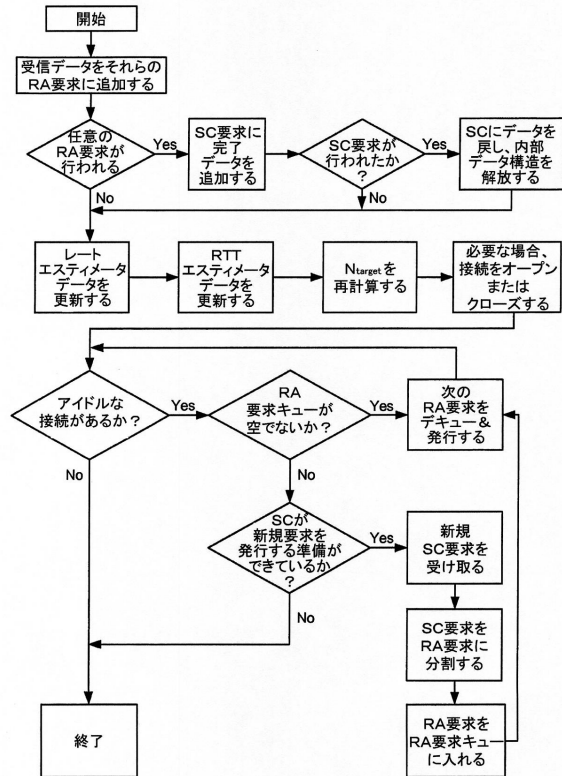 開始
受信データをそれらの
RA要求に追加する
任意の
RA要求が
行われる
Yes
No
SC要求に
完了
データを
追加する
SC要求が
行われたか
？
No
Yes
SCにデータを
戻し、内部
データ構造を
解放する
レート
エスティメータ
データを
更新する
RTT
エスティメータ
データを
更新する
Ntargetを
再計算する
必要な場合、
接続をオープン
または
クローズする
アイドルな
接続があるか？
Yes
No
RA
要求キューが
空でないか？
Yes
No
次の
RA要求を
デキュー&
発行する
SCが
新規要求を
発行する準備が
できているか
？
Yes
No
新規
SC要求を
受け取る
SC要求を
RA要求に
分割する
RA要求を
RA要求キュー
に入れる
終了